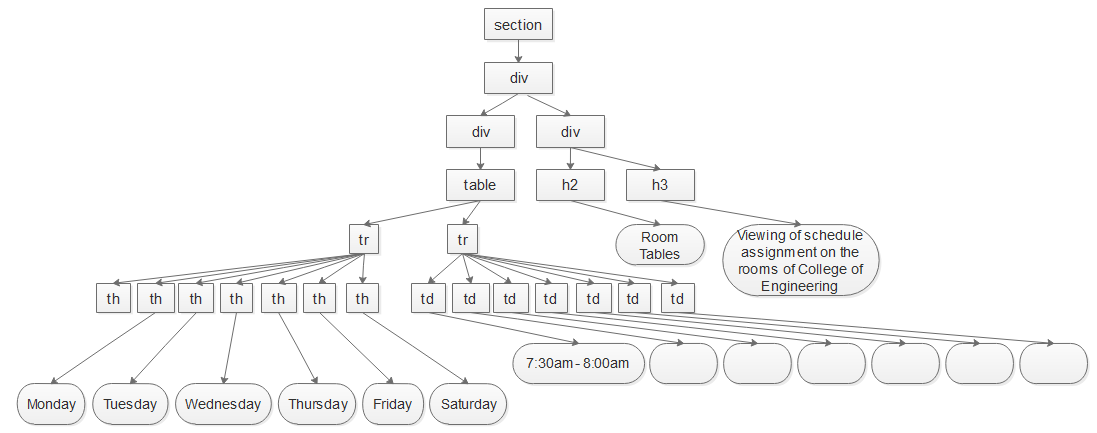 section
div
div
div
table
h2
h3
tr
tr
Room
Tables
Viewing of schedule
assignment on the
rooms of College of
Engineering
th
th
th
th
th
th
th
td
td
td
td
td
td
td
7:30am - 8:00am
Monday
Tuesday
Wednesday
Thursday
Friday
Saturday